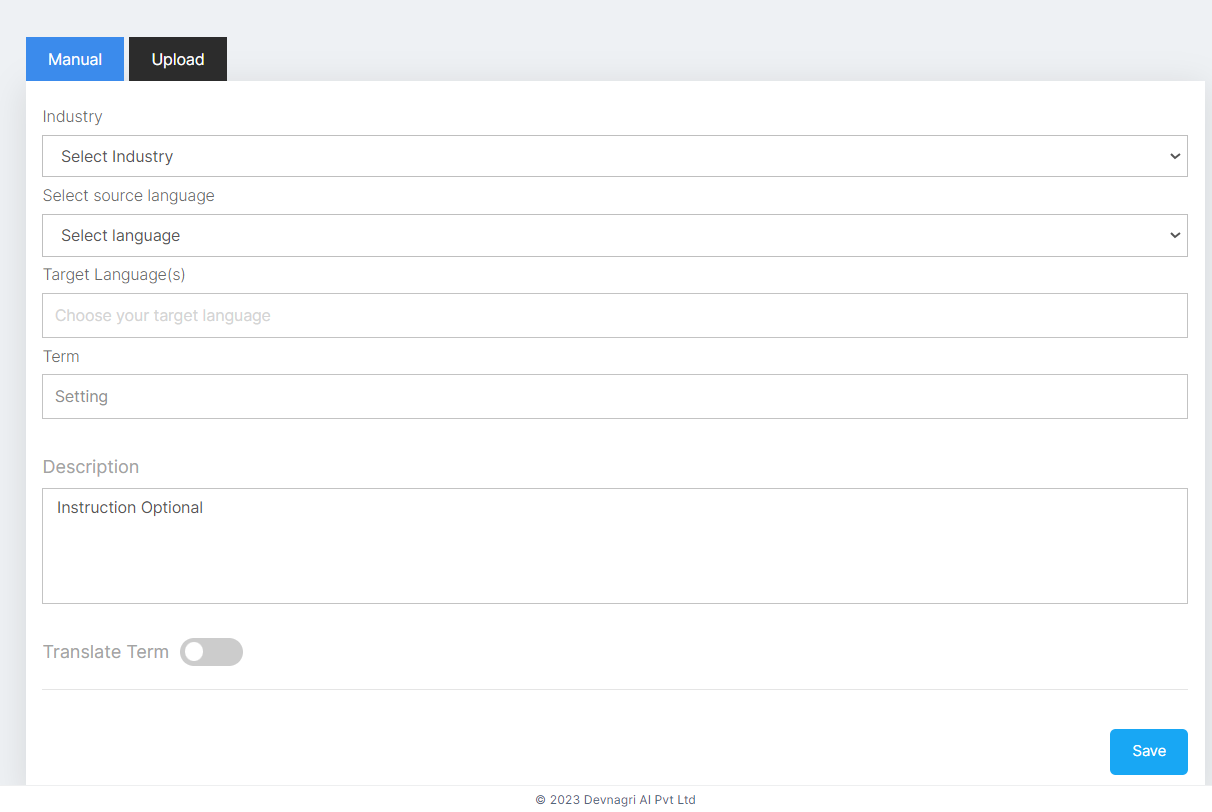 Manual Upload
Industry
Select Industry
Select source language
Select language
Target Language(s)
Choose your target language
Term
Setting
Description
Instruction Optional
Translate Term
Save
© 2023 Devnagri AI Pvt Ltd